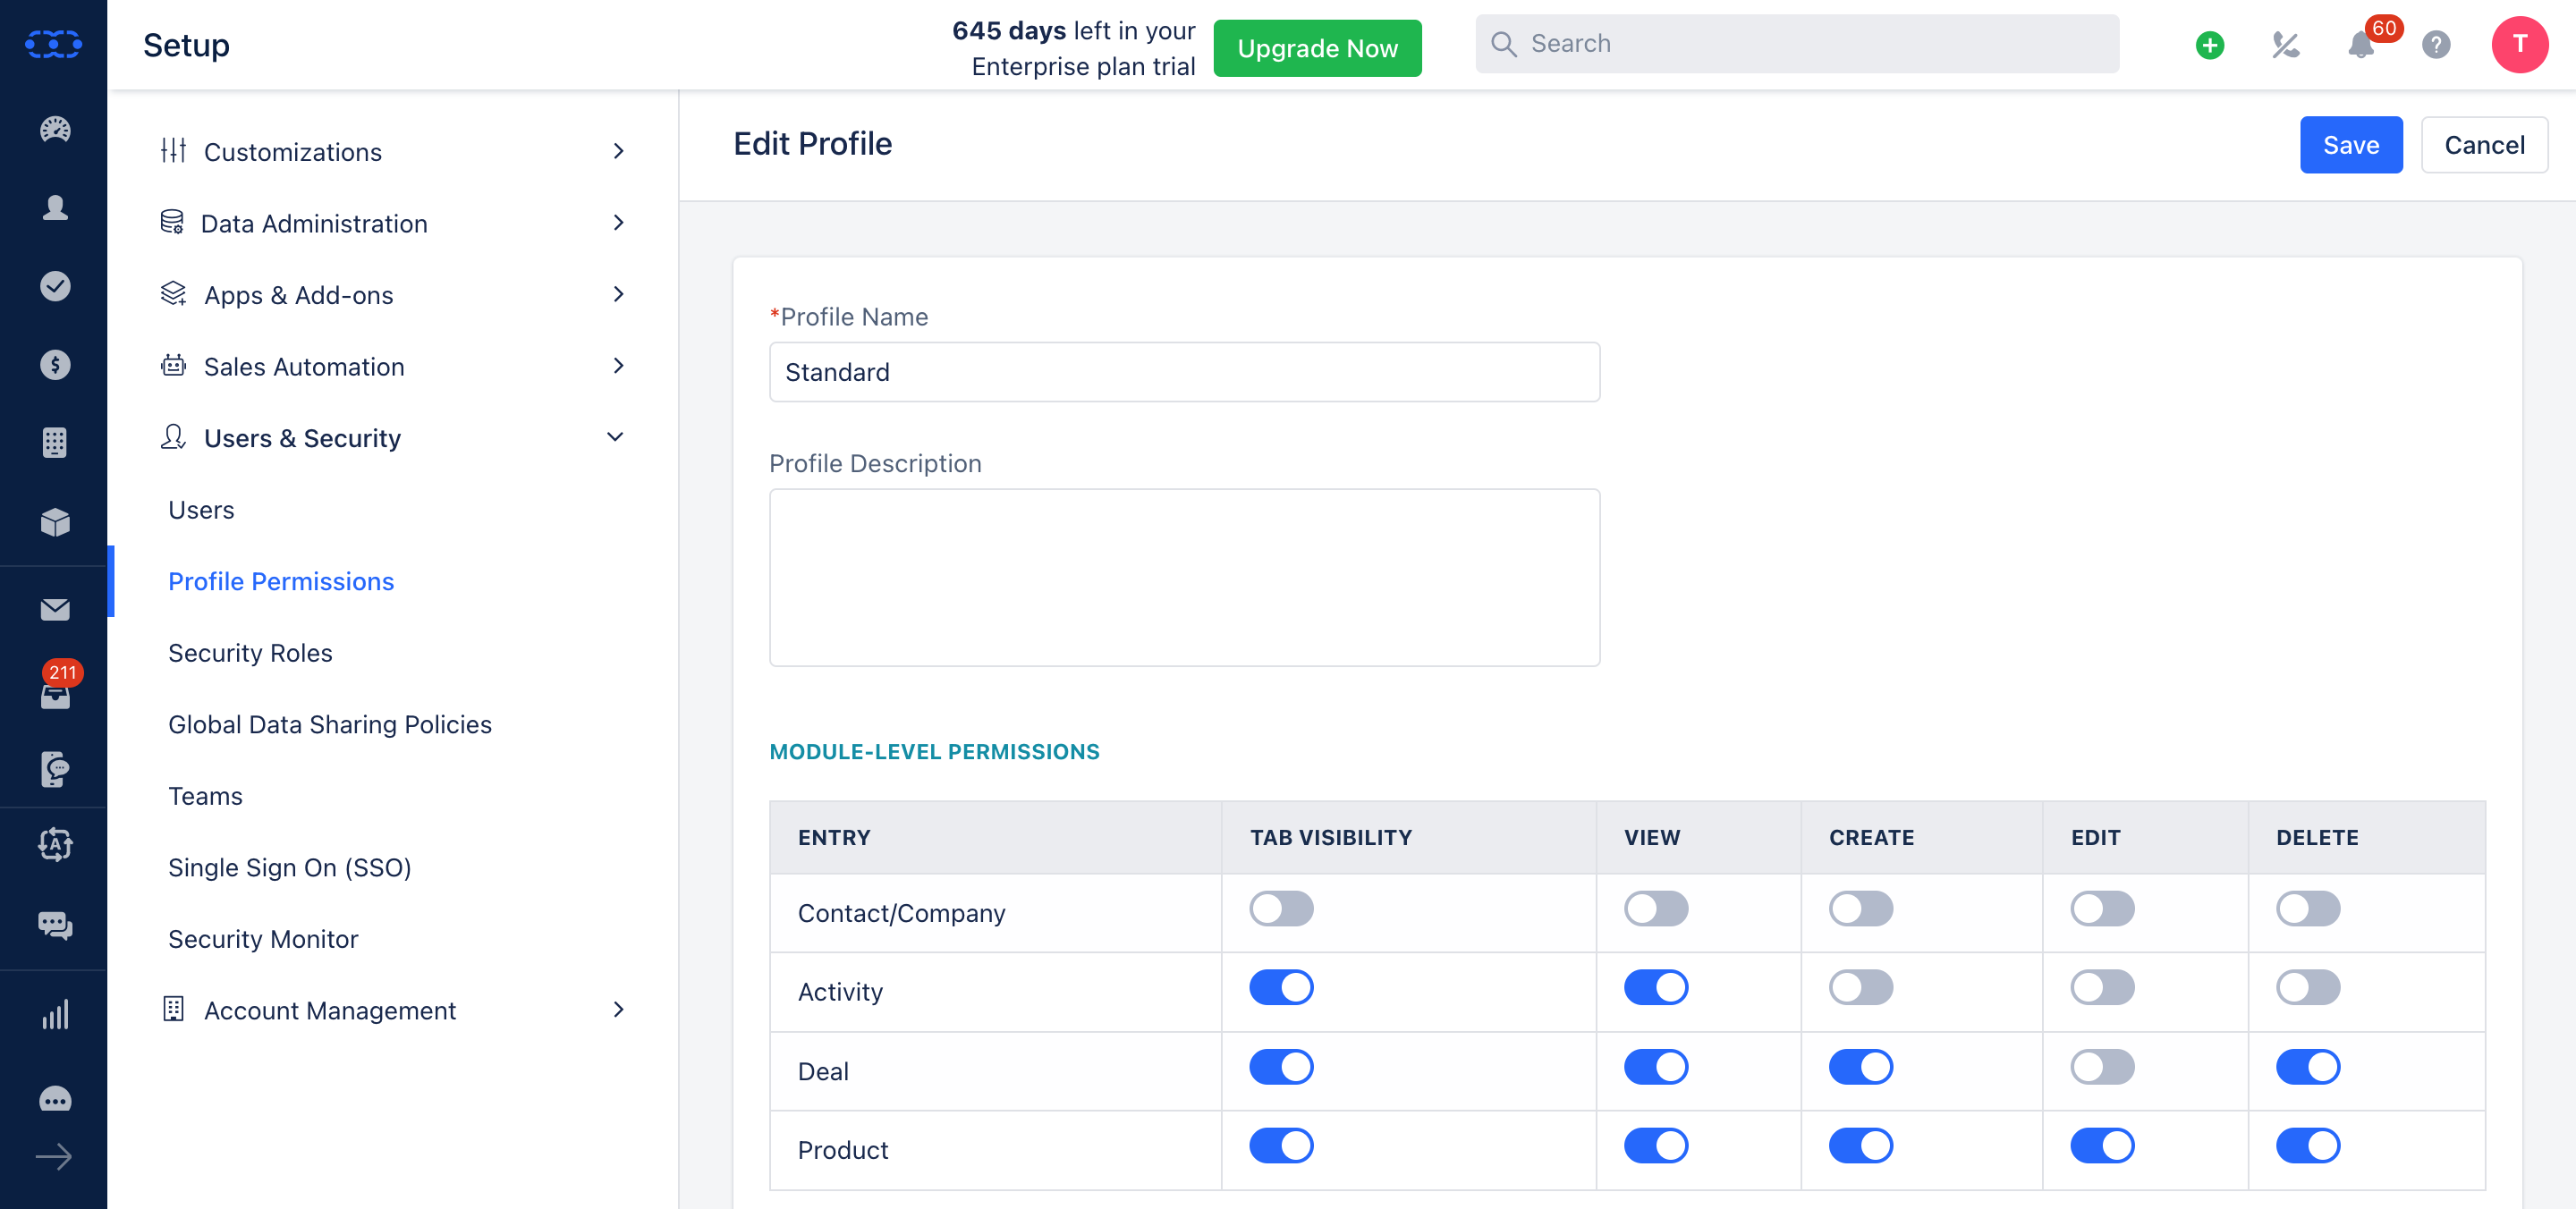 Setup
645 days left in your
Enterprise plan trial
Upgrade Now
Search
60
?
T
Customizations
Data Administration
Apps & Add-ons
Sales Automation
Users & Security
Users
Profile Permissions
Security Roles
Global Data Sharing Policies
Teams
Single Sign On (SSO)
Security Monitor
Account Management
$
211
A
Edit Profile
Save
Cancel
*Profile Name
Standard
Profile Description
MODULE-LEVEL PERMISSIONS
ENTRY TAB VISIBILITY VIEW CREATE EDIT DELETE
Contact/Company
Activity
Deal
Product